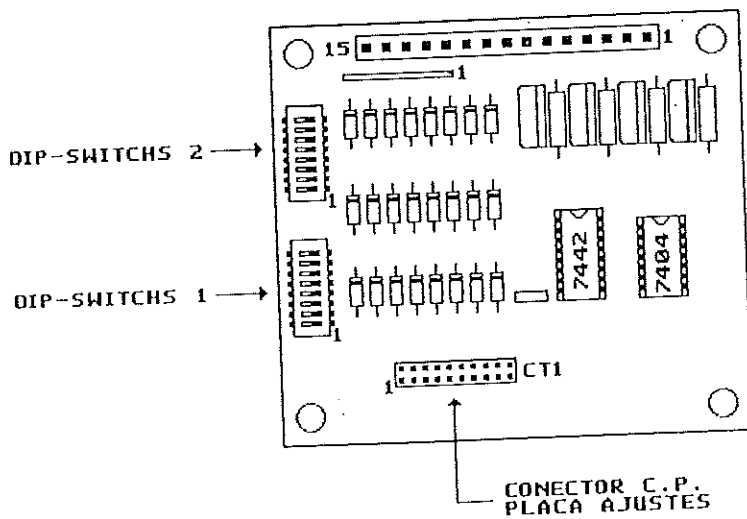 15 1
1
DIP-SWITCHS 2
1
7442
7404
DIP-SWITCHS 1
1
1 CT1
CONECTOR C.P.
PLACA AJUSTES